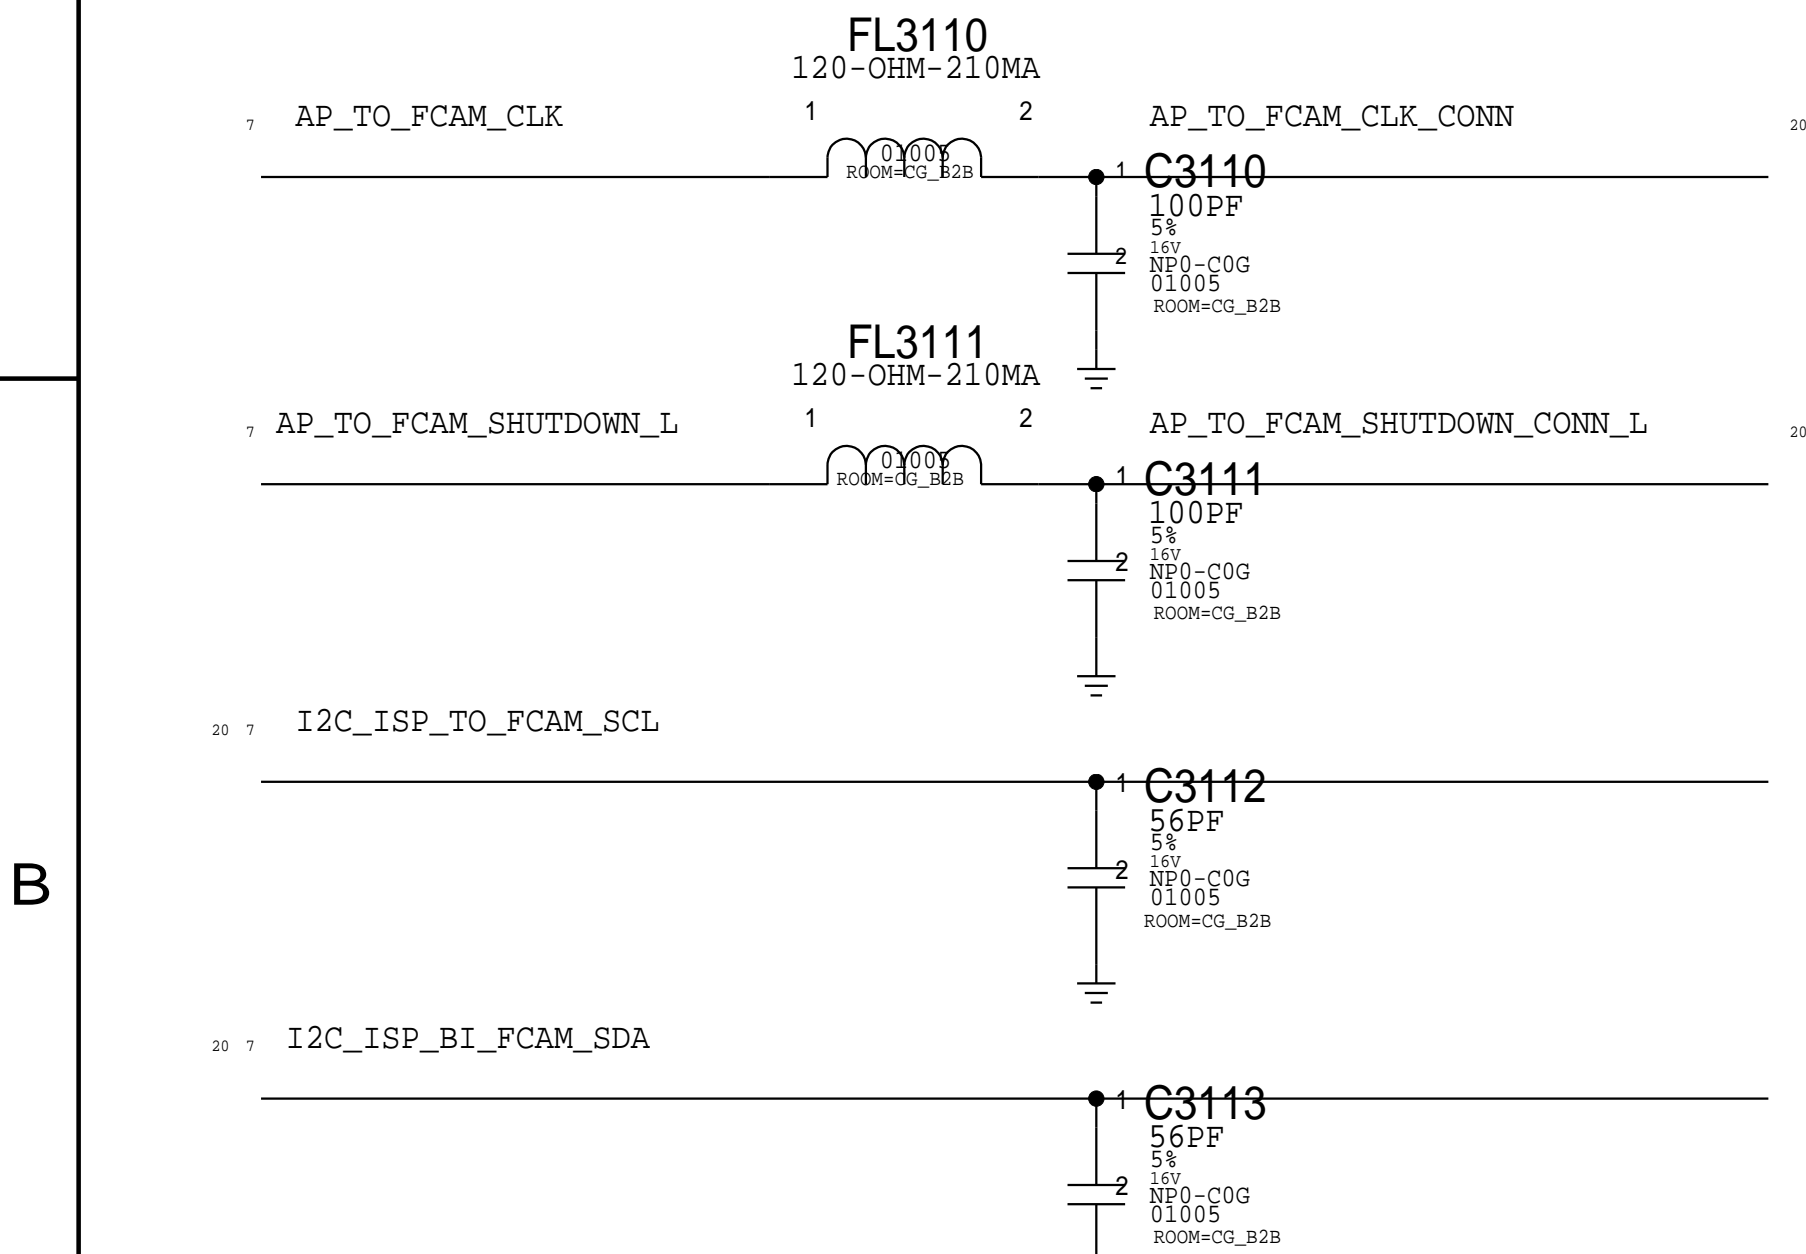 FL3110
120-OHM-210MA
7 AP_TO_FCAM_CLK 1 2 AP_TO_FCAM_CLK_CONN 20
01005
ROOM=CG_B2B
1 C3110
100PF
5%
16V
2 NP0-C0G
01005
ROOM=CG_B2B
FL3111
120-OHM-210MA
7 AP_TO_FCAM_SHUTDOWN_L 1 2 AP_TO_FCAM_SHUTDOWN_CONN_L 20
01005
ROOM=CG_B2B
1 C3111
100PF
5%
16V
2 NP0-C0G
01005
ROOM=CG_B2B
20 7 I2C_ISP_TO_FCAM_SCL
1 C3112
56PF
5%
16V
2 NP0-C0G
01005
ROOM=CG_B2B
B
20 7 I2C_ISP_BI_FCAM_SDA
1 C3113
56PF
5%
16V
2 NP0-C0G
01005
ROOM=CG_B2B